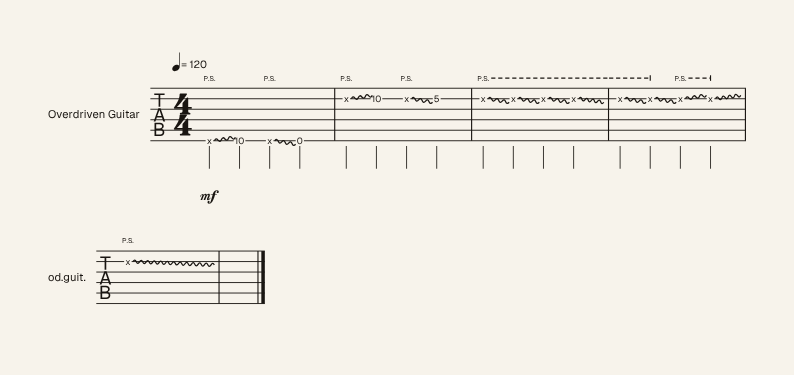 = 120
P.S. P.S. P.S. P.S. P.S. P.S.
Overdriven Guitar
T
A
B
4
4
x 10 x 5 x x x x x x x x
x 10 x 0
mf
P.S.
od.guit.
T
A
B
x